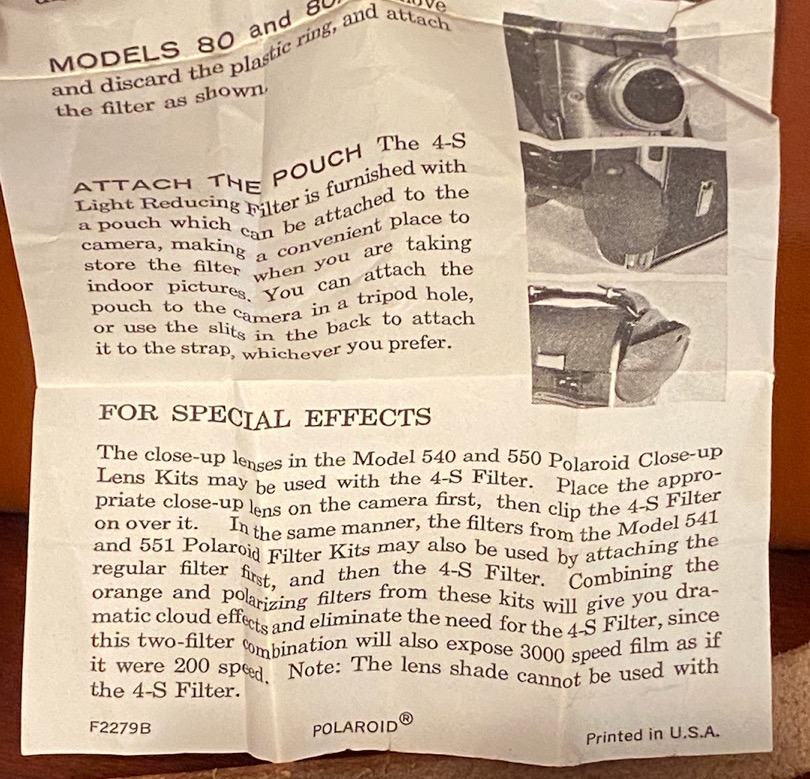 MODELS 80 and
and discard the plastic ring, and attach
the filter as shown.
ATTACH THE POUCH The 4-S
Light Reducing Filter is furnished with
a pouch which can be attached to the
camera, making a convenient place to
store the filter when you are taking
indoor pictures. You can attach the
pouch to the camera in a tripod hole,
or use the slits in the back to attach
it to the strap, whichever you prefer.
FOR SPECIAL EFFECTS
The close-up lenses in the Model 540 and 550 Polaroid Close-up
Lens Kits may be used with the 4-S Filter. Place the appro-
priate close-up lens on the camera first, then clip the 4-S Filter
on over it. In the same manner, the filters from the Model 541
and 551 Polaroid Filter Kits may also be used by attaching the
regular filter first, and then the 4-S Filter. Combining the
orange and polarizing filters from these kits will give you dra-
matic cloud effects and eliminate the need for the 4-S Filter, since
this two-filter combination will also expose 3000 speed film as if
it were 200 speed. Note: The lens shade cannot be used with
the 4-S Filter.
F2279B POLAROID® Printed in U.S.A.